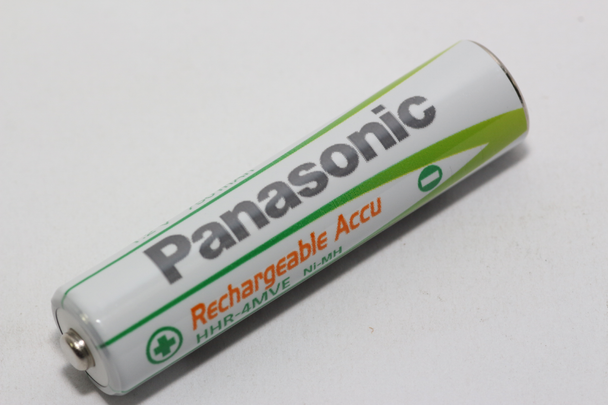 Panasonic
Rechargeable Accu
HHR-4MVE Ni-MH